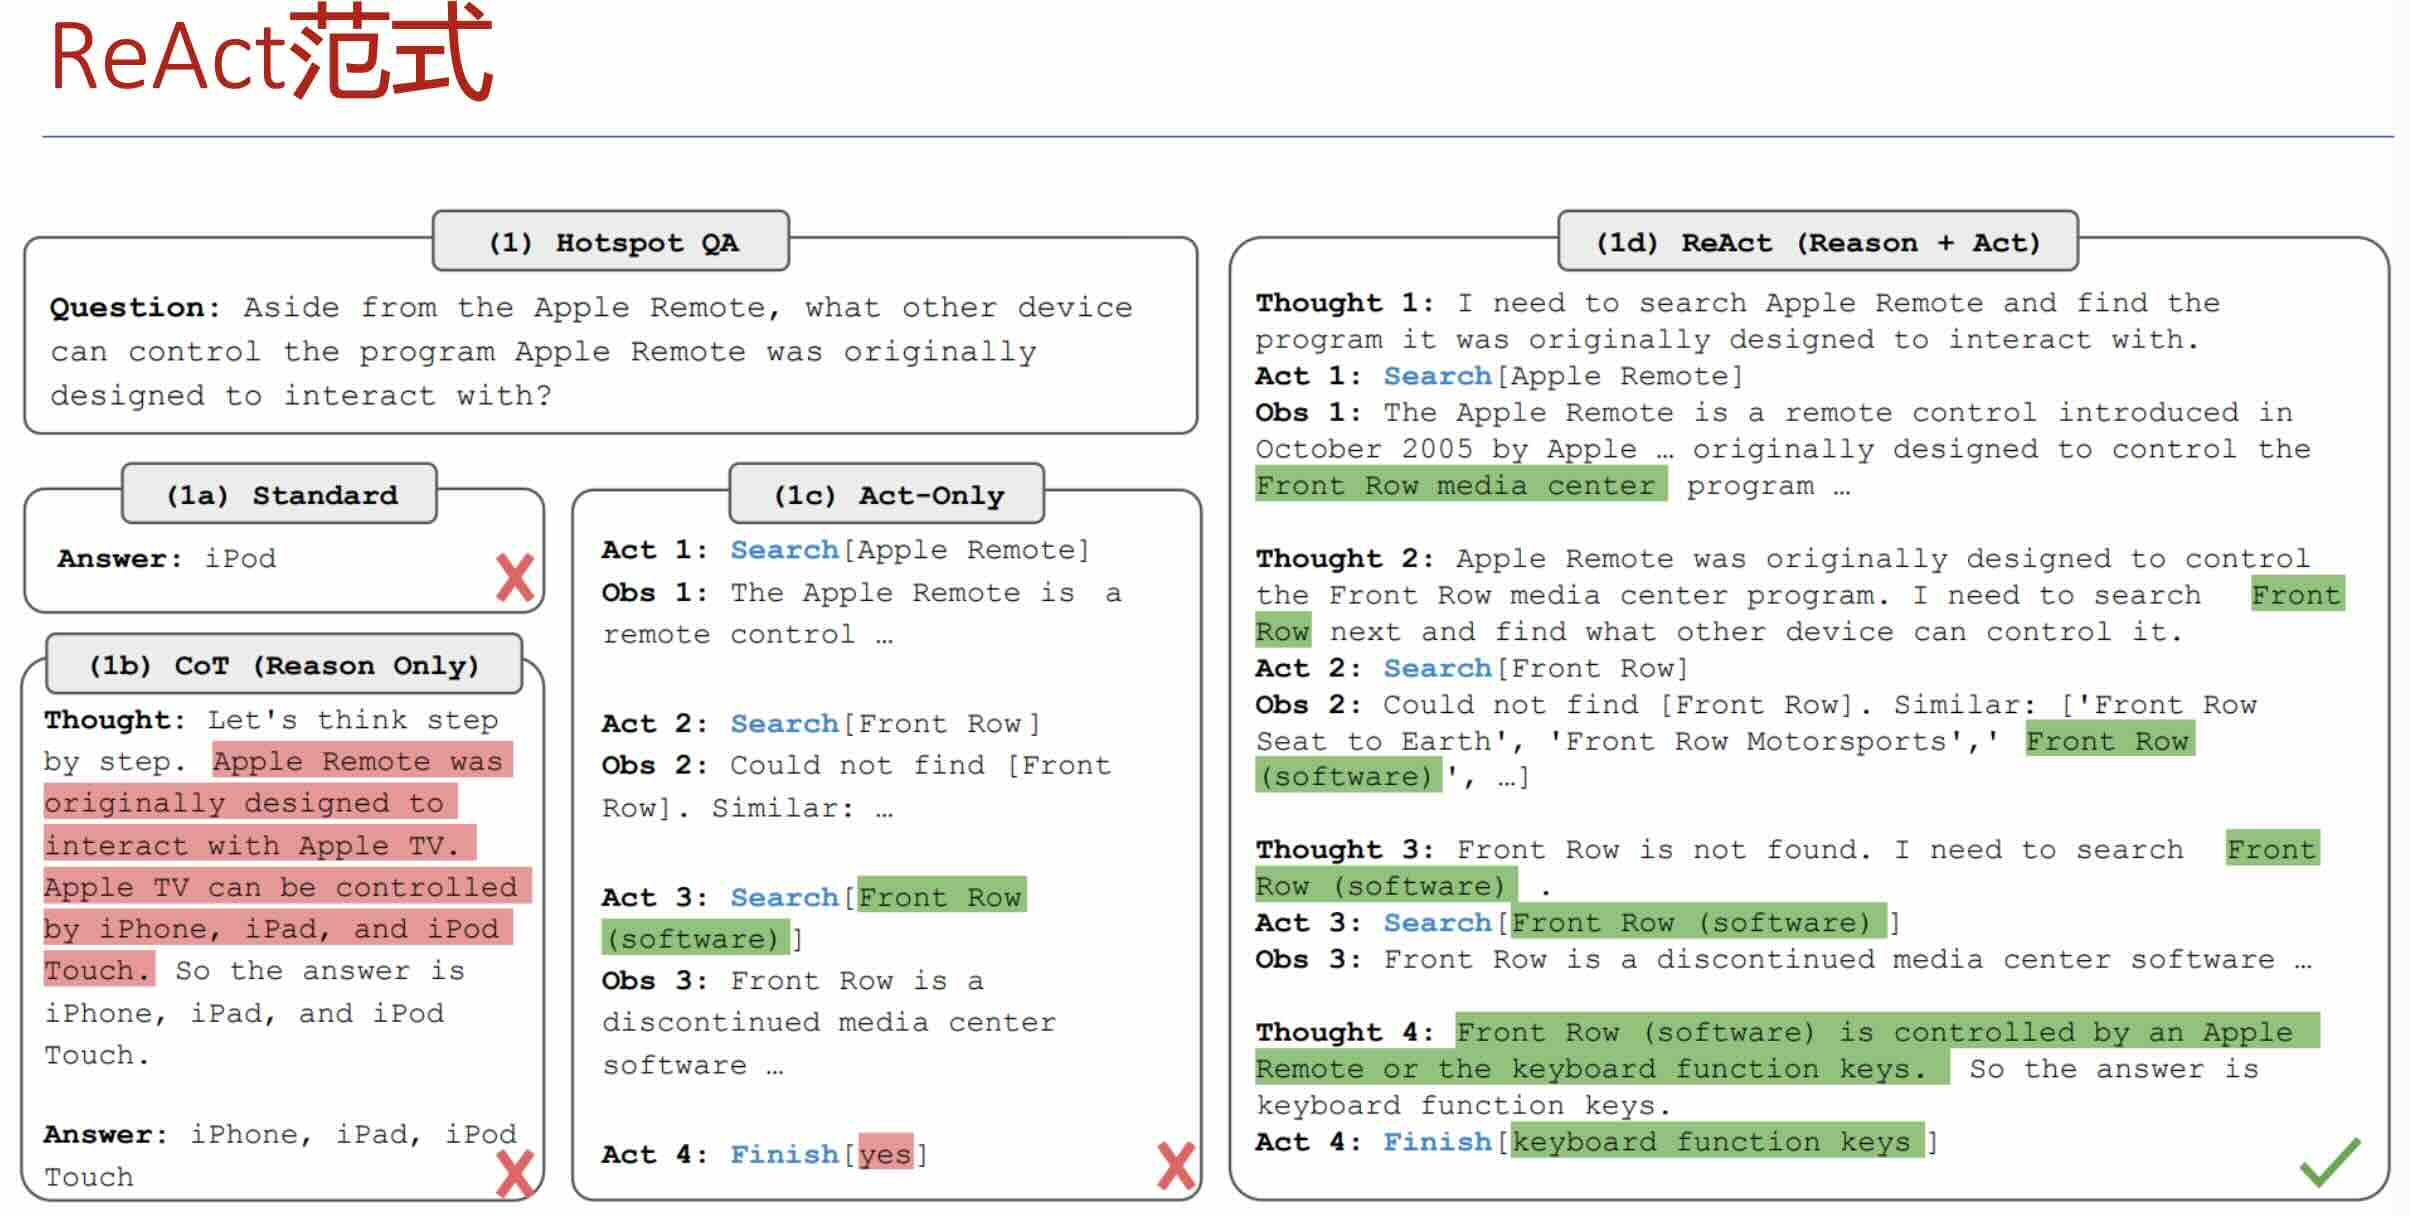 ReAct范式
(1) Hotspot QA
Question: Aside from the Apple Remote, what other device
can control the program Apple Remote was originally
designed to interact with?
(1a) Standard
Answer: iPod
(1b) CoT (Reason Only)
Thought: Let's think step
by step. Apple Remote was
originally designed to
interact with Apple TV.
Apple TV can be controlled
by iPhone, iPad, and iPod
Touch. So the answer is
iPhone, iPad, and iPod
Touch.
Answer: iPhone, iPad, iPod
Touch
(1c) Act-Only
Act 1: Search[Apple Remote]
Obs 1: The Apple Remote is a
remote control …
Act 2: Search[Front Row]
Obs 2: Could not find [Front
Row]. Similar: …
Act 3: Search[Front Row
(software)]
Obs 3: Front Row is a
discontinued media center
software …
Act 4: Finish[yes]
(1d) ReAct (Reason + Act)
Thought 1: I need to search Apple Remote and find the
program it was originally designed to interact with.
Act 1: Search[Apple Remote]
Obs 1: The Apple Remote is a remote control introduced in
October 2005 by Apple … originally designed to control the
Front Row media center program …
Thought 2: Apple Remote was originally designed to control
the Front Row media center program. I need to search Front
Row next and find what other device can control it.
Act 2: Search[Front Row]
Obs 2: Could not find [Front Row]. Similar: ['Front Row
Seat to Earth', 'Front Row Motorsports',' Front Row
(software)', …]
Thought 3: Front Row is not found. I need to search Front
Row (software) .
Act 3: Search[Front Row (software) ]
Obs 3: Front Row is a discontinued media center software …
Thought 4: Front Row (software) is controlled by an Apple
Remote or the keyboard function keys. So the answer is
keyboard function keys.
Act 4: Finish[keyboard function keys ]